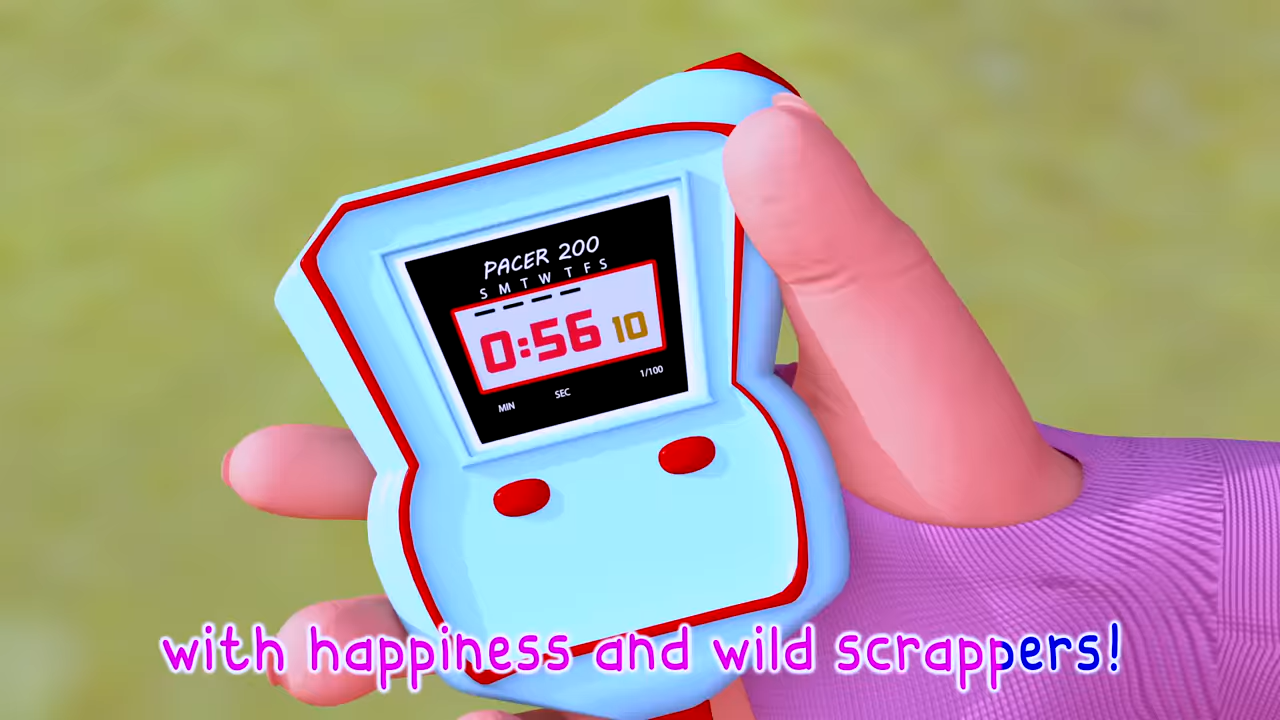 PACER 200
S M T W T F S
0:56 10
MIN SEC 1/100
with happiness and wild scrappers!